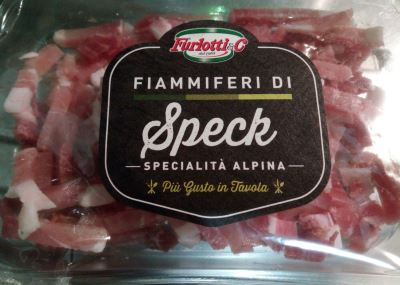 Furlotti & C
FIAMMIFERI DI
Speck
SPECIALITÀ ALPINA
Più Gusto in Tavola